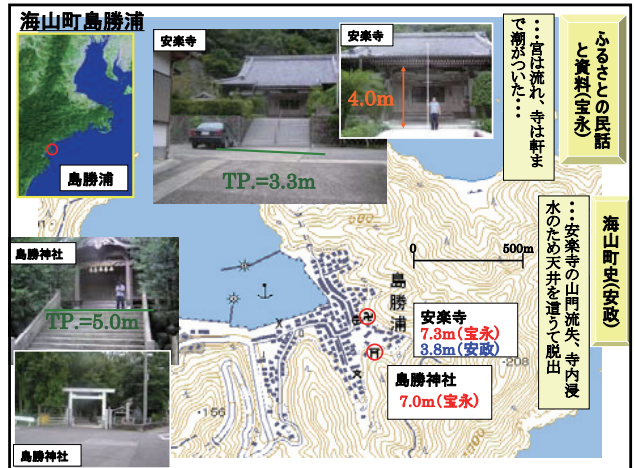 海山町島勝浦
島勝浦
安楽寺
TP.=3.3m
安楽寺
4.0m
・・・宮は流れ、寺は軒ま
で潮がついた・・・
ふるさとの民話
と資料(宝永)
島勝神社
TP.=5.0m
島勝神社
0 500m
島勝浦
安楽寺
7.3m(宝永)
3.8m(安政)
島勝神社
7.0m(宝永)
・208
・156
・・・安楽寺の山門流失、寺内浸
水のため天井を這うて脱出
海山町史(安政)